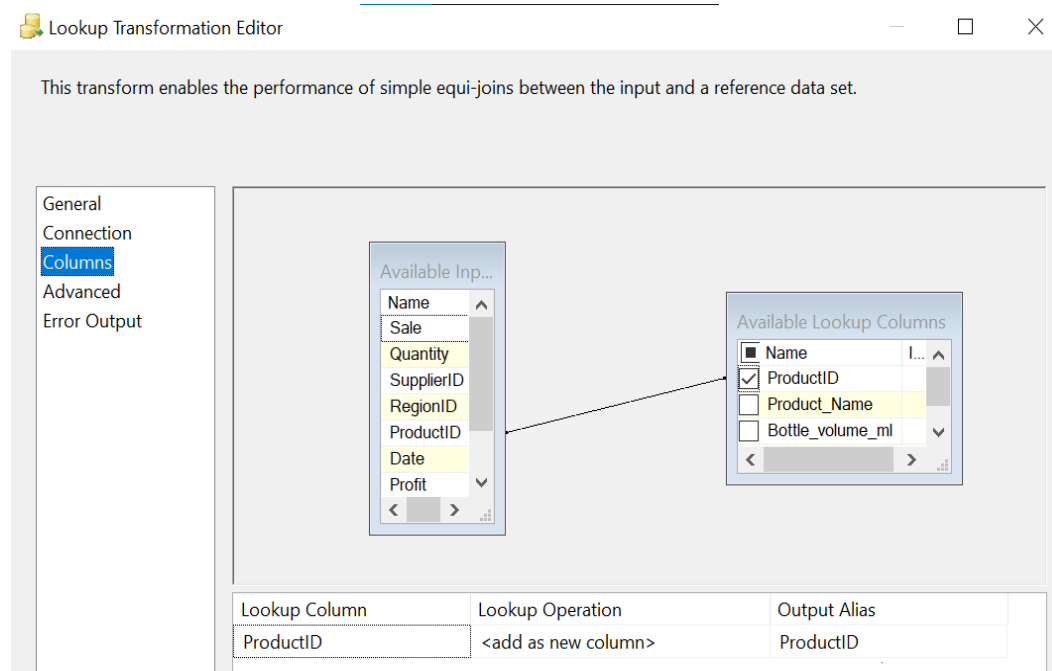 Lookup Transformation Editor
This transform enables the performance of simple equi-joins between the input and a reference data set.
General
Connection
Columns
Advanced
Error Output
Available Inp...
Name
Sale
Quantity
SupplierID
RegionID
ProductID
Date
Profit
Available Lookup Columns
Name I...
ProductID
Product_Name
Bottle_volume_ml
Lookup Column Lookup Operation Output Alias
ProductID <add as new column> ProductID